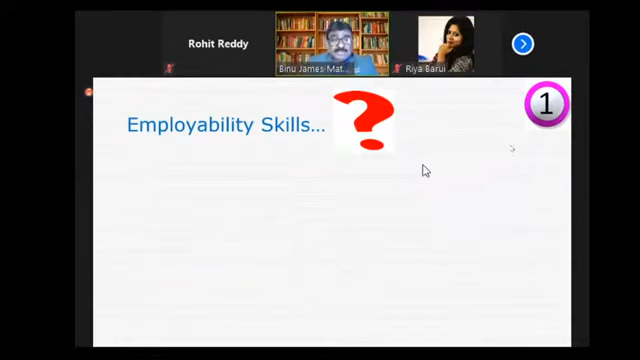 Rohit Reddy
Binu James Mat...
Riya Barui
Employability Skills...?
1